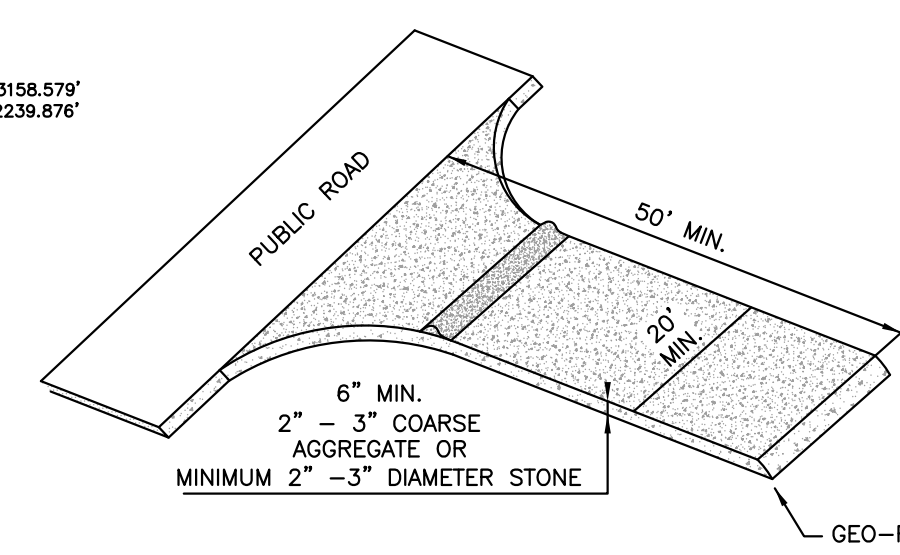 3158.579'
2239.876'
PUBLIC ROAD
50' MIN.
20'
MIN.
6" MIN.
2" – 3" COARSE
AGGREGATE OR
MINIMUM 2" –3" DIAMETER STONE